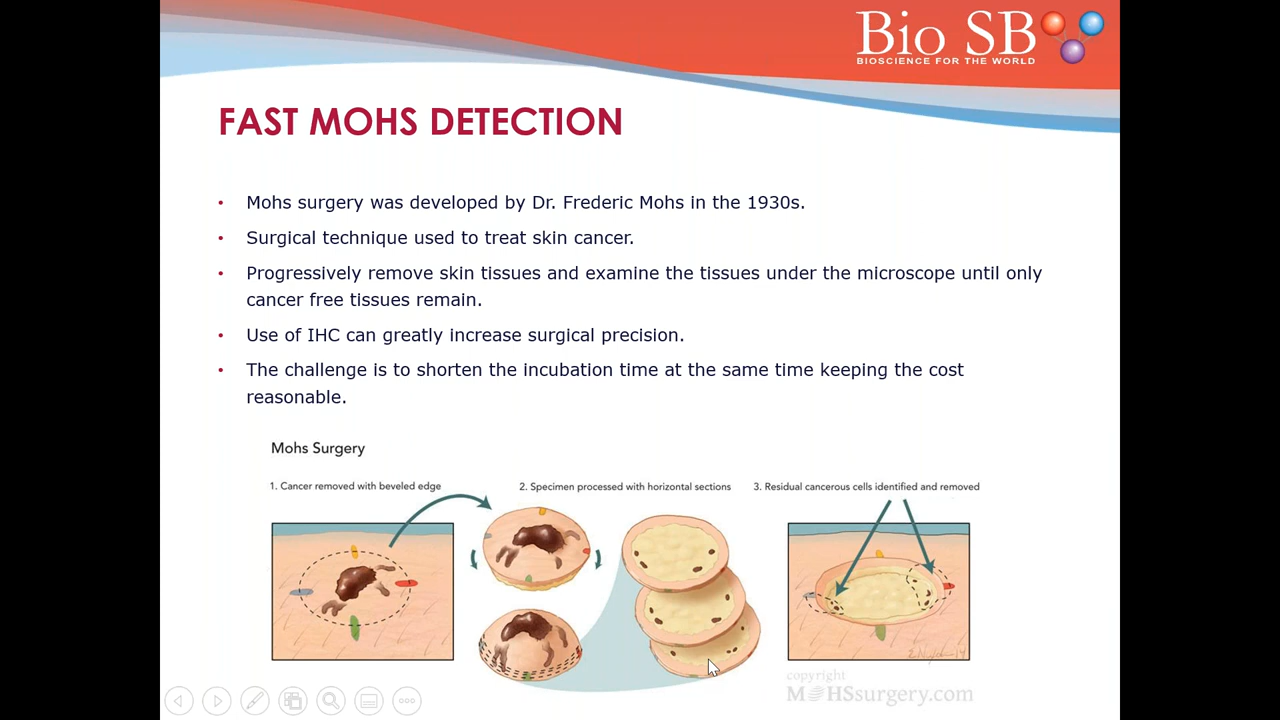 Bio SB
BIOSCIENCE FOR THE WORLD
FAST MOHS DETECTION
• Mohs surgery was developed by Dr. Frederic Mohs in the 1930s.
• Surgical technique used to treat skin cancer.
• Progressively remove skin tissues and examine the tissues under the microscope until only
cancer free tissues remain.
• Use of IHC can greatly increase surgical precision.
• The challenge is to shorten the incubation time at the same time keeping the cost
reasonable.
Mohs Surgery
1. Cancer removed with beveled edge
2. Specimen processed with horizontal sections
3. Residual cancerous cells identified and removed
copyright
MOHSsurgery.com